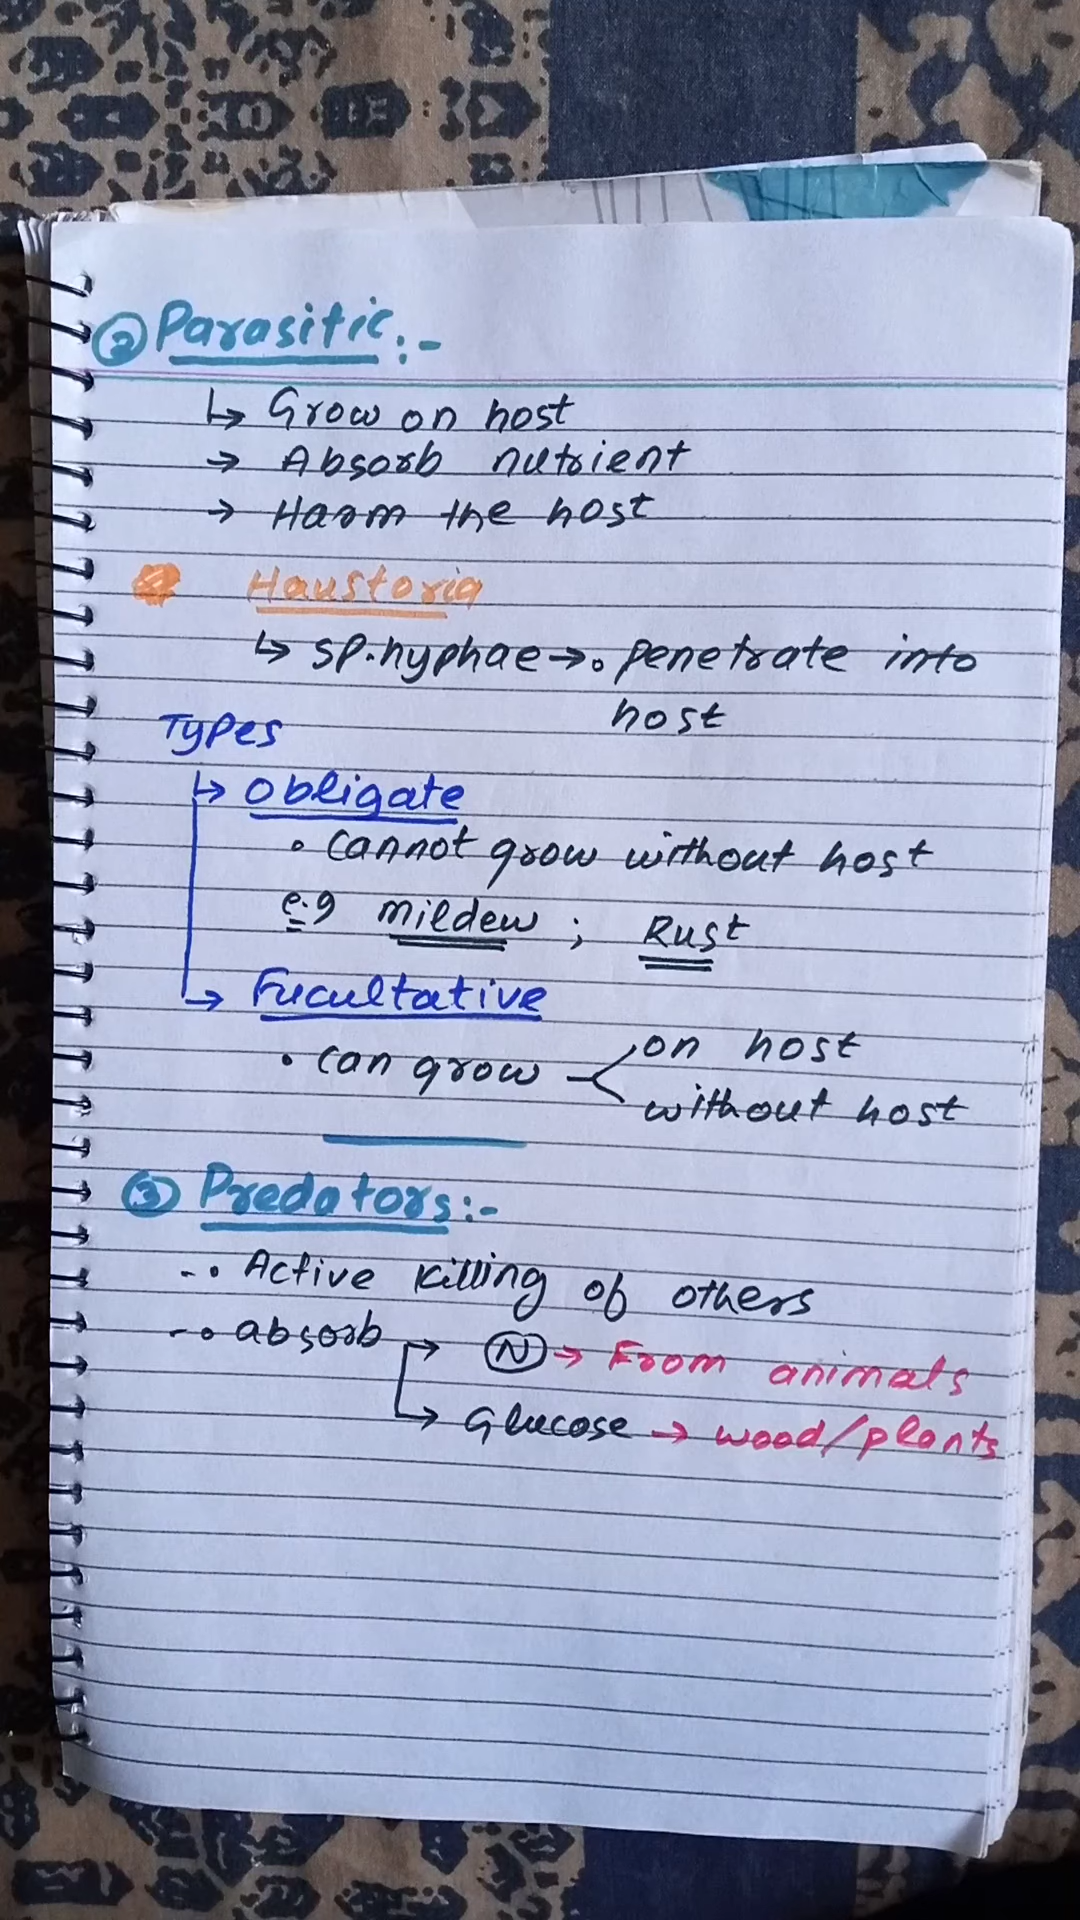 ② Parasitic:-
↳ Grow on host
→ Absorb nutrient
→ Harm the host
Haustoria
↳ sp. hyphae →. penetrate into
host
Types
↳ obligate
• cannot grow without host
e.g mildew ; Rust
→ Fucultative
• can grow on host
without host
③ Predators:-
-• Active killing of others
-• absorb → N → From animals
→ Glucose → wood/plants